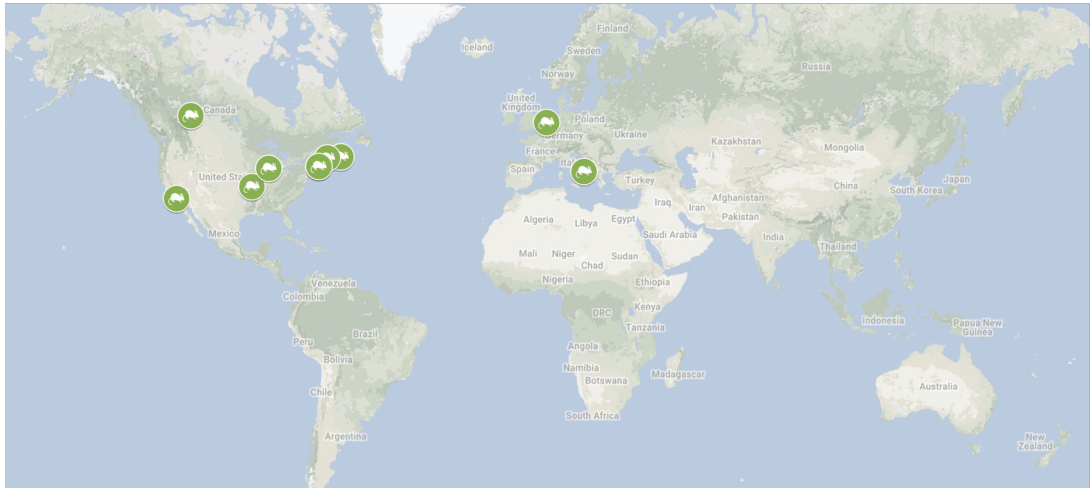 Finland
Iceland
Sweden
Russia
Norway
United
Kingdom
Canada
Poland
Germany
Ukraine
Kazakhstan
Mongolia
France
Spain
Turkey
United
Japan
China
South Korea
Iraq
Iran
Afghanistan
Pakistan
Algeria
Libya
Egypt
Mexico
Saudi Arabia
India
Thailand
Mali
Niger
Sudan
Chad
Nigeria
Ethiopia
Venezuela
Colombia
Kenya
DRC
Indonesia
Papua New
Guinea
Tanzania
Brazil
Peru
Angola
Bolivia
Namibia
Botswana
Madagascar
Australia
Chile
South Africa
Argentina
New
Zealand